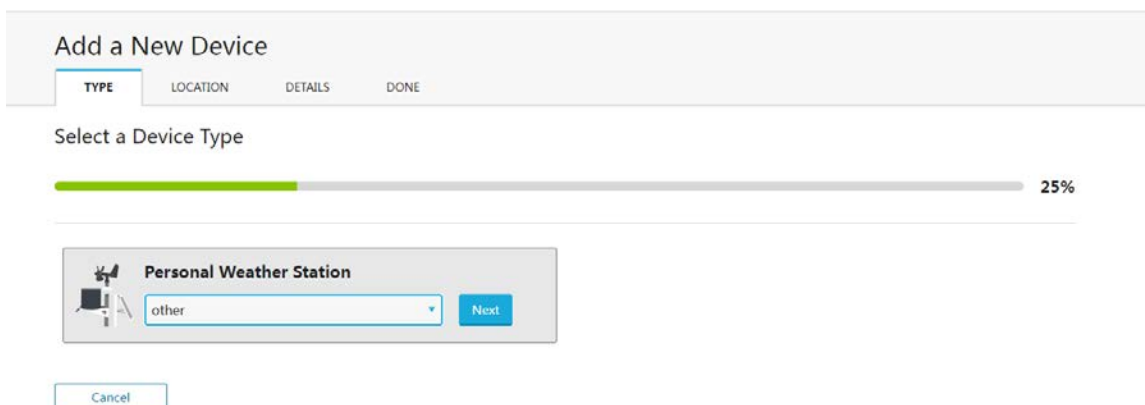 Add a New Device
TYPE LOCATION DETAILS DONE
Select a Device Type
25%
Personal Weather Station
other Next
Cancel